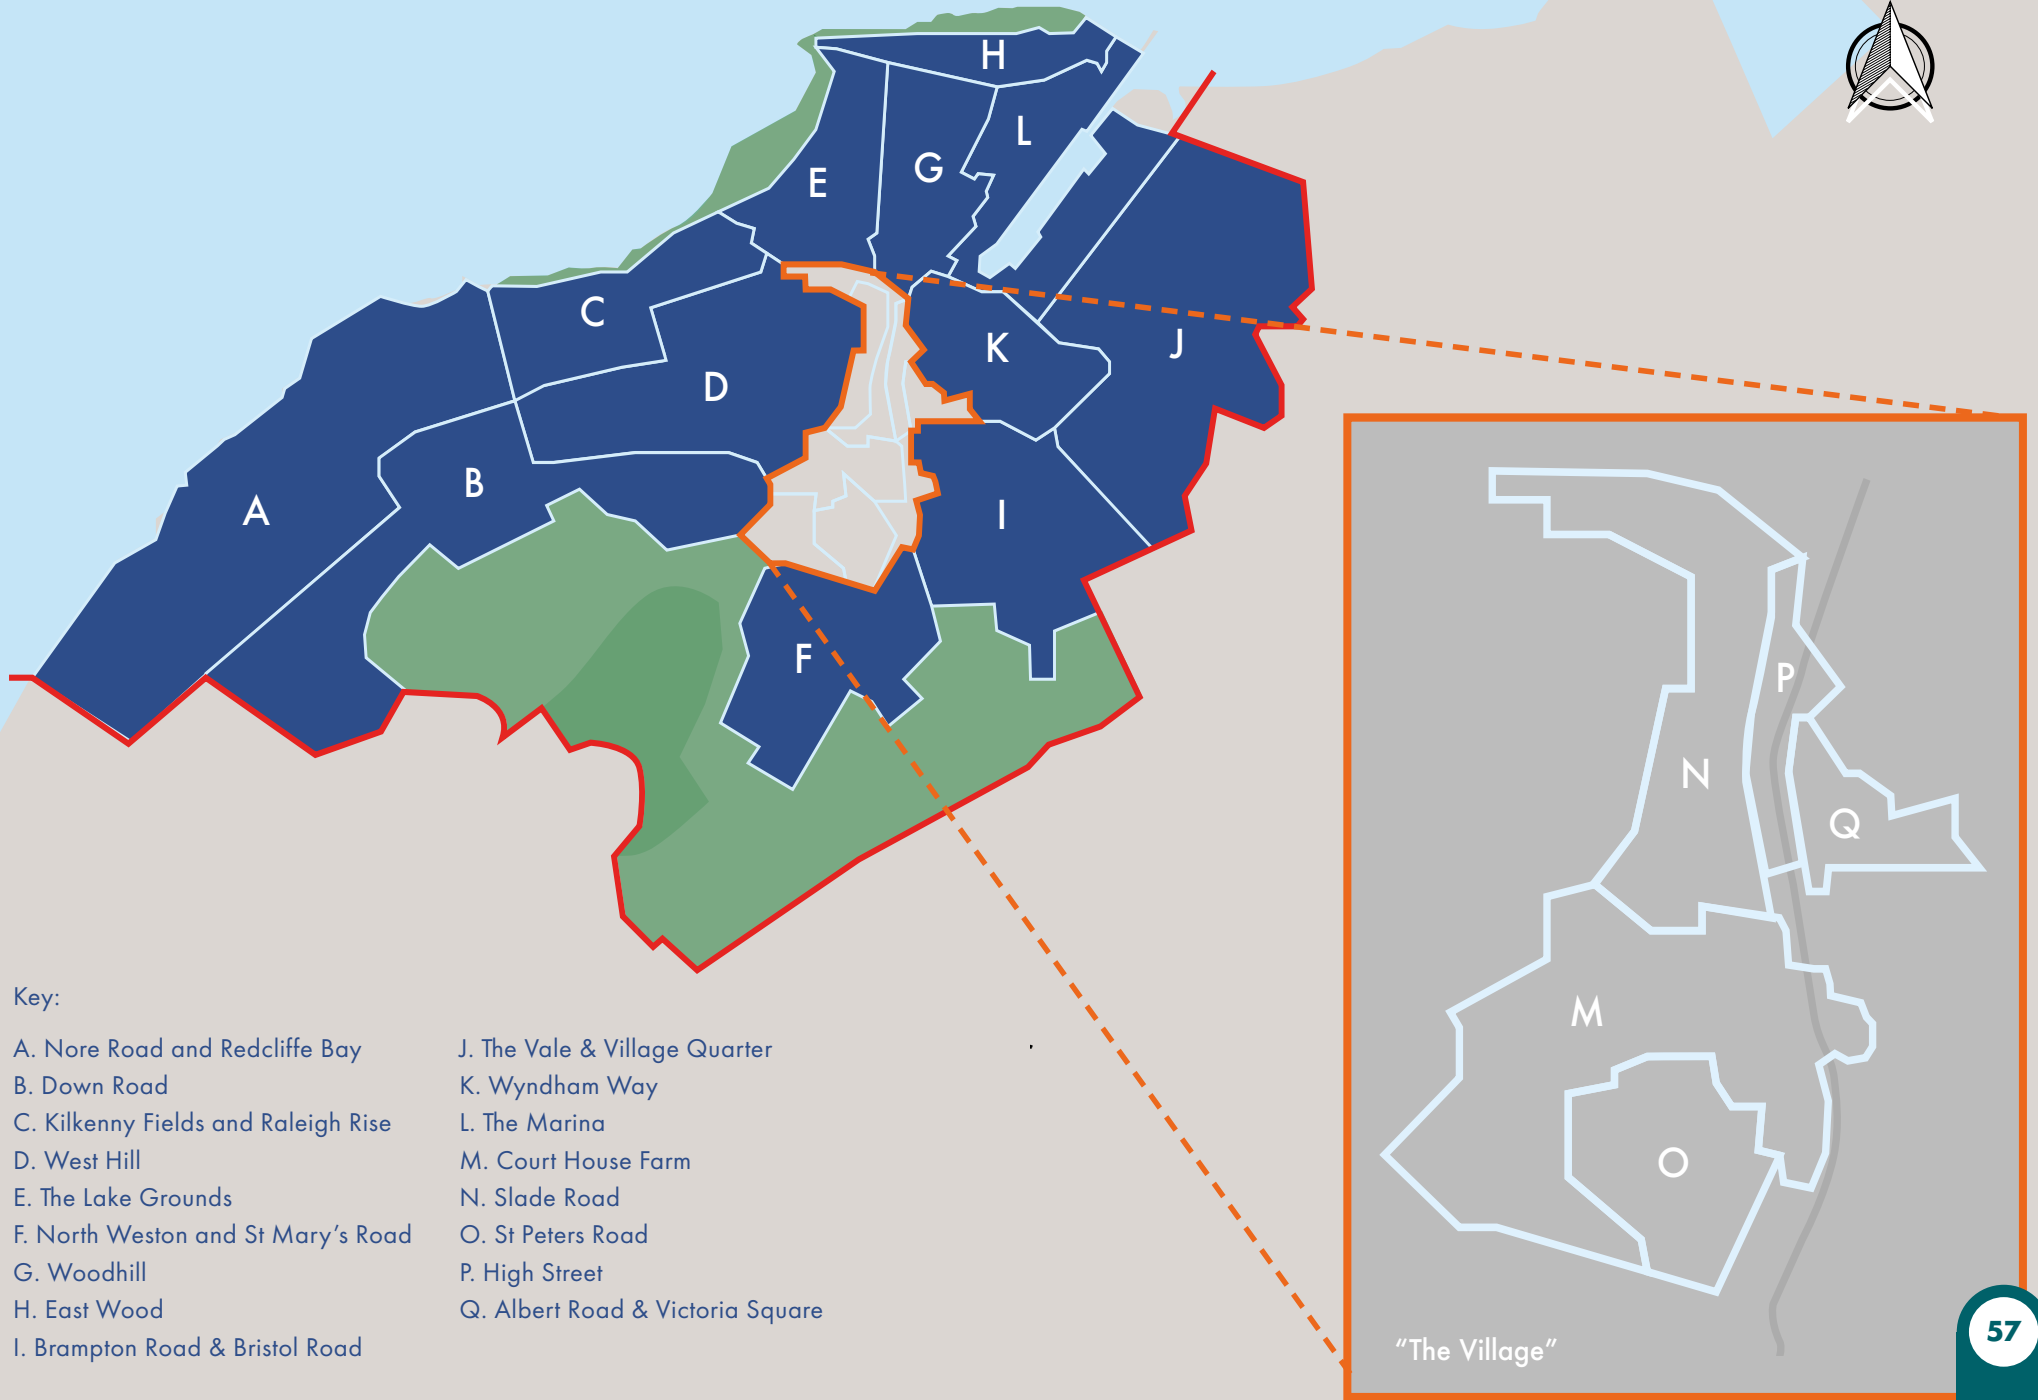 H
L
G
E
C
K
J
D
B
A
I
F
P
N
Q
M
O
"The Village"
Key:
A. Nore Road and Redcliffe Bay
B. Down Road
C. Kilkenny Fields and Raleigh Rise
D. West Hill
E. The Lake Grounds
F. North Weston and St Mary's Road
G. Woodhill
H. East Wood
I. Brampton Road & Bristol Road
J. The Vale & Village Quarter
K. Wyndham Way
L. The Marina
M. Court House Farm
N. Slade Road
O. St Peters Road
P. High Street
Q. Albert Road & Victoria Square
57